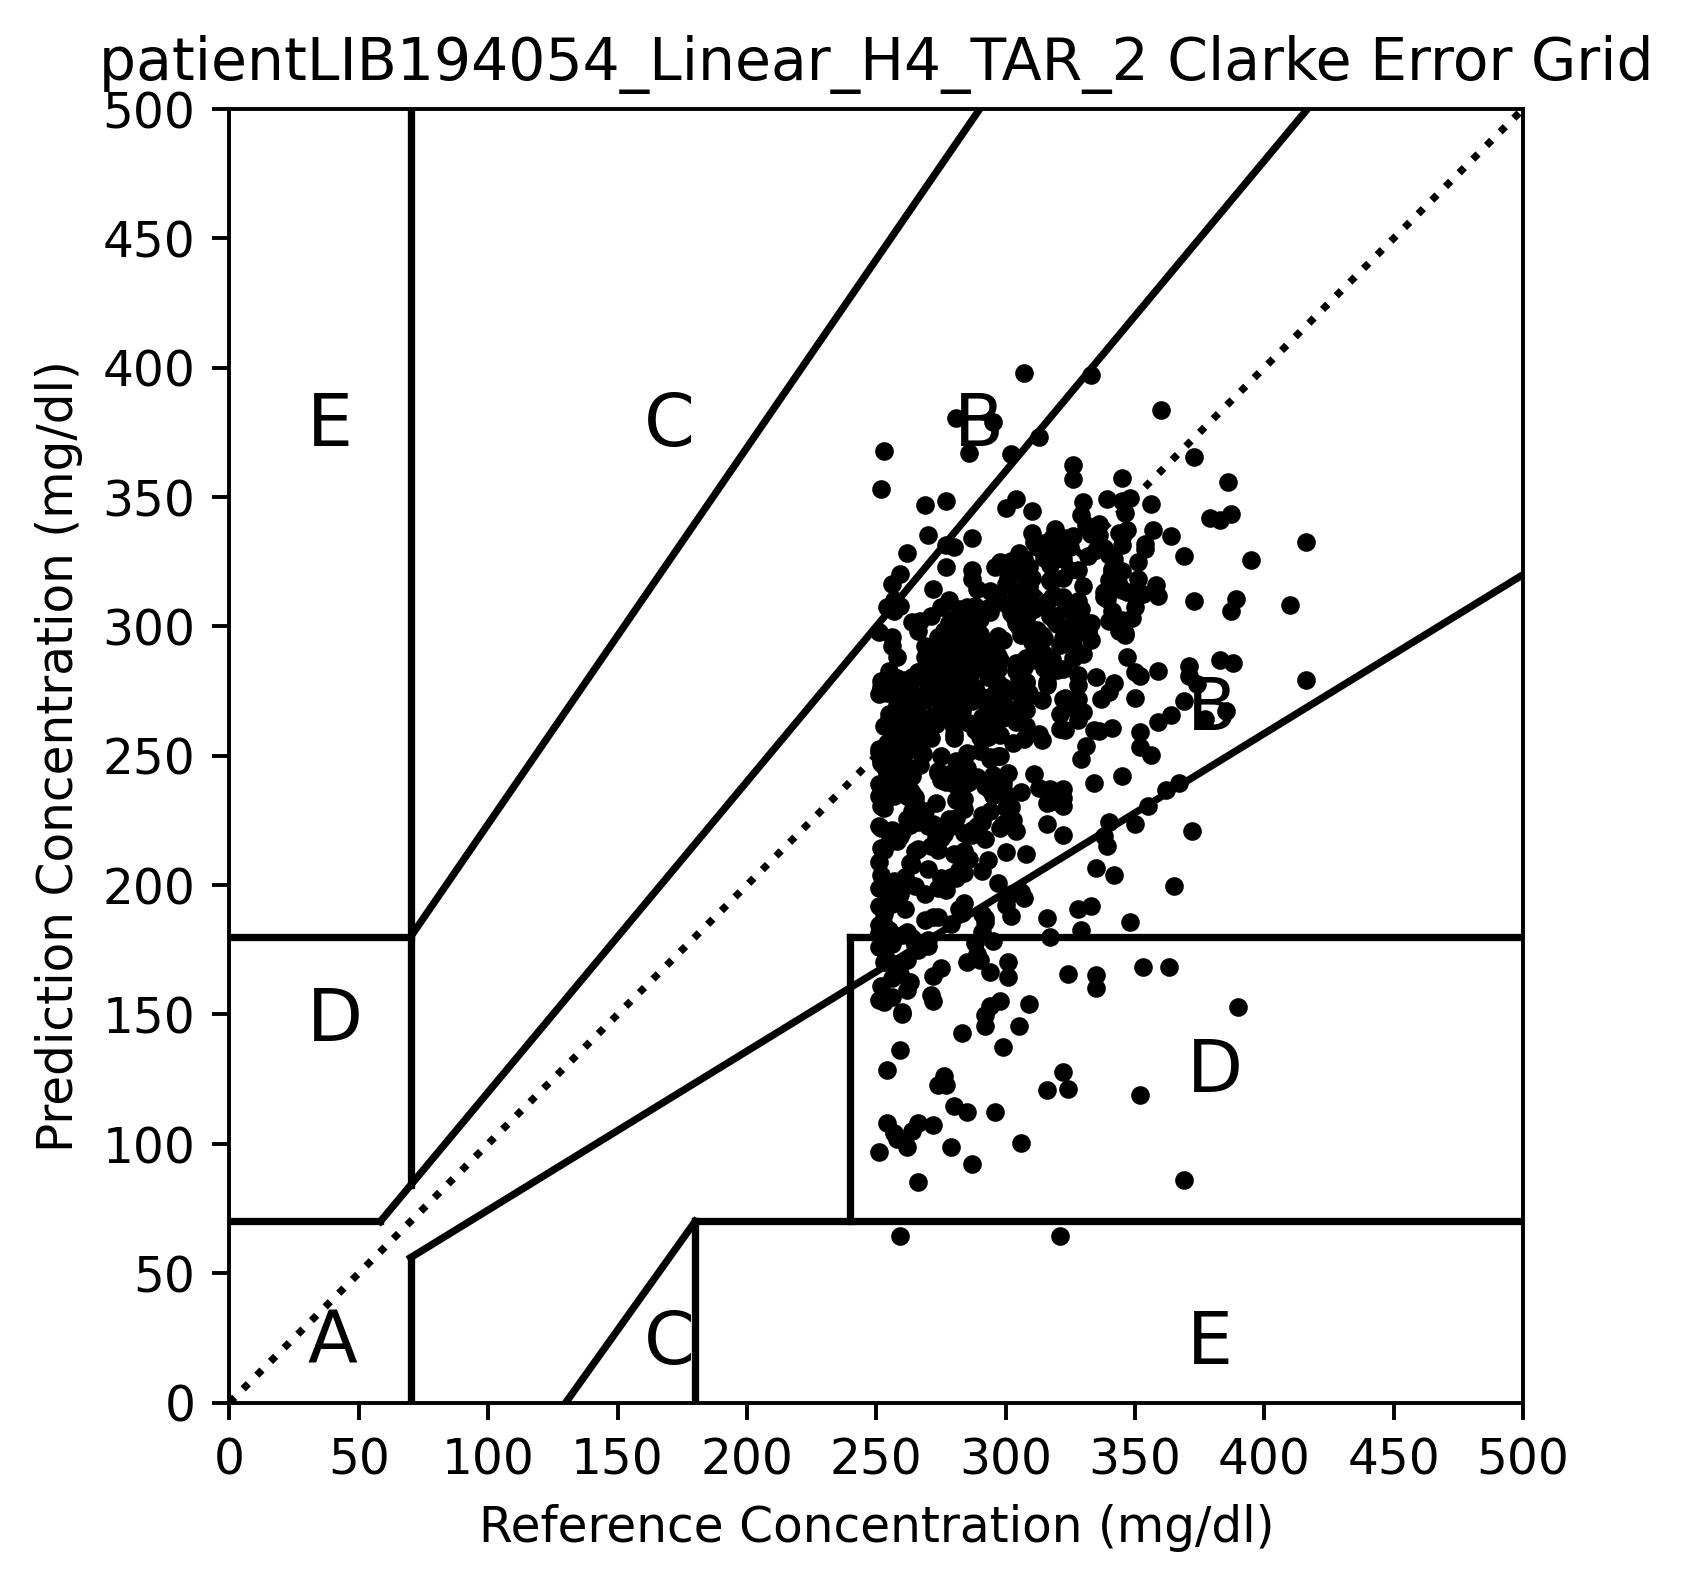 patientLIB194054_Linear_H4_TAR_2 Clarke Error Grid
Prediction Concentration (mg/dl)
500
450
400
350
300
250
200
150
100
50
0
E
C
B
B
D
D
A
C
E
0 50 100 150 200 250 300 350 400 450 500
Reference Concentration (mg/dl)